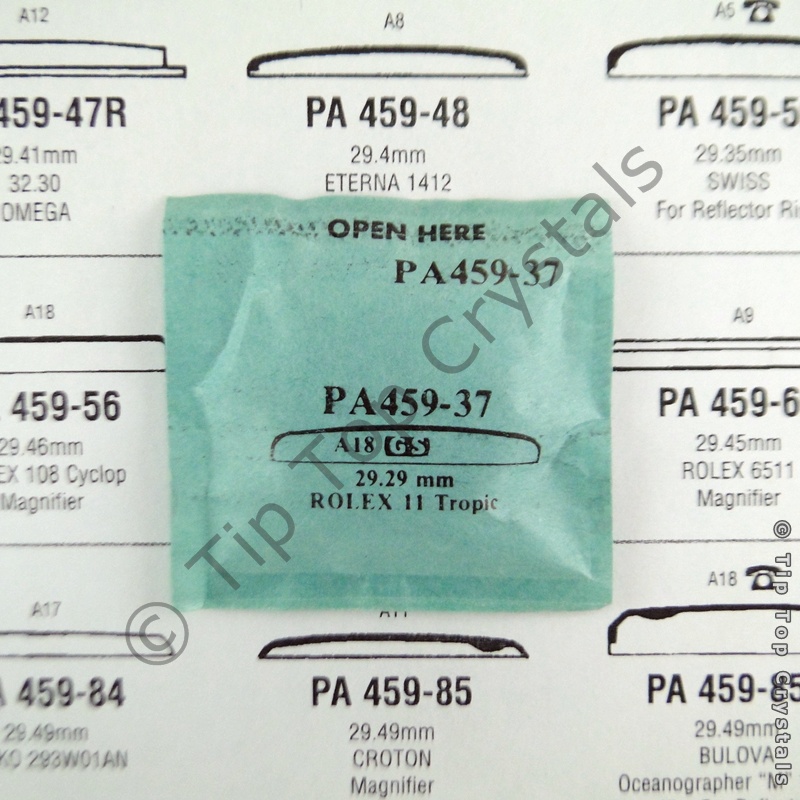 A12
A8
A5
459-47R
PA 459-48
PA 459-5
29.41mm
29.4mm
29.35mm
32.30
ETERNA 1412
SWISS
OMEGA
For Reflector Ri
OPEN HERE
PA459-37
A18
A9
PA459-37
459-56
PA 459-6
A18 GS
29.46mm
29.45mm
29.29 mm
EX 108 Cyclop
ROLEX 6511
ROLEX 11 Tropic
Magnifier
Magnifier
A17
A11
A18
A 459-84
PA 459-85
PA 459-85
29.49mm
29.49mm
29.49mm
KO 293W01AN
CROTON
BULOVA
Magnifier
Oceanographer "M"
© Tip Top Crystals
© Tip Top Crystals